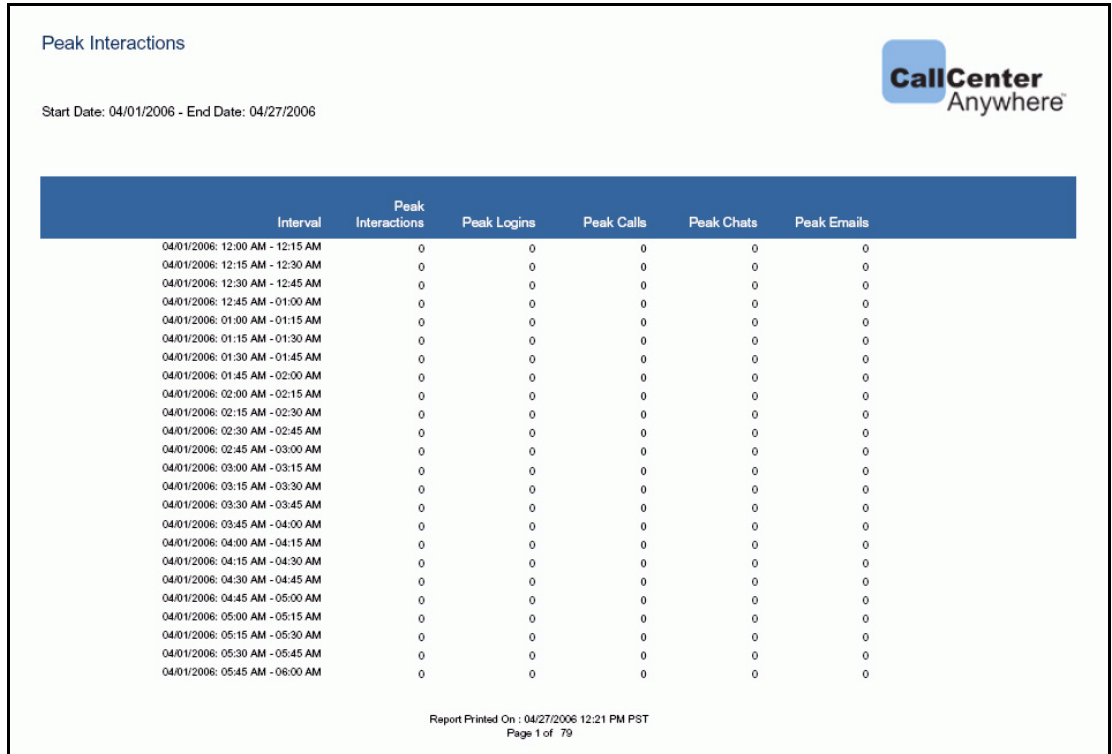 Peak Interactions
CallCenter
Anywhere™
Start Date: 04/01/2006 - End Date: 04/27/2006
Peak
Interval Interactions Peak Logins Peak Calls Peak Chats Peak Emails
04/01/2006: 12:00 AM - 12:15 AM 0 0 0 0 0
04/01/2006: 12:15 AM - 12:30 AM 0 0 0 0 0
04/01/2006: 12:30 AM - 12:45 AM 0 0 0 0 0
04/01/2006: 12:45 AM - 01:00 AM 0 0 0 0 0
04/01/2006: 01:00 AM - 01:15 AM 0 0 0 0 0
04/01/2006: 01:15 AM - 01:30 AM 0 0 0 0 0
04/01/2006: 01:30 AM - 01:45 AM 0 0 0 0 0
04/01/2006: 01:45 AM - 02:00 AM 0 0 0 0 0
04/01/2006: 02:00 AM - 02:15 AM 0 0 0 0 0
04/01/2006: 02:15 AM - 02:30 AM 0 0 0 0 0
04/01/2006: 02:30 AM - 02:45 AM 0 0 0 0 0
04/01/2006: 02:45 AM - 03:00 AM 0 0 0 0 0
04/01/2006: 03:00 AM - 03:15 AM 0 0 0 0 0
04/01/2006: 03:15 AM - 03:30 AM 0 0 0 0 0
04/01/2006: 03:30 AM - 03:45 AM 0 0 0 0 0
04/01/2006: 03:45 AM - 04:00 AM 0 0 0 0 0
04/01/2006: 04:00 AM - 04:15 AM 0 0 0 0 0
04/01/2006: 04:15 AM - 04:30 AM 0 0 0 0 0
04/01/2006: 04:30 AM - 04:45 AM 0 0 0 0 0
04/01/2006: 04:45 AM - 05:00 AM 0 0 0 0 0
04/01/2006: 05:00 AM - 05:15 AM 0 0 0 0 0
04/01/2006: 05:15 AM - 05:30 AM 0 0 0 0 0
04/01/2006: 05:30 AM - 05:45 AM 0 0 0 0 0
04/01/2006: 05:45 AM - 06:00 AM 0 0 0 0 0
Report Printed On : 04/27/2006 12:21 PM PST
Page 1 of 79